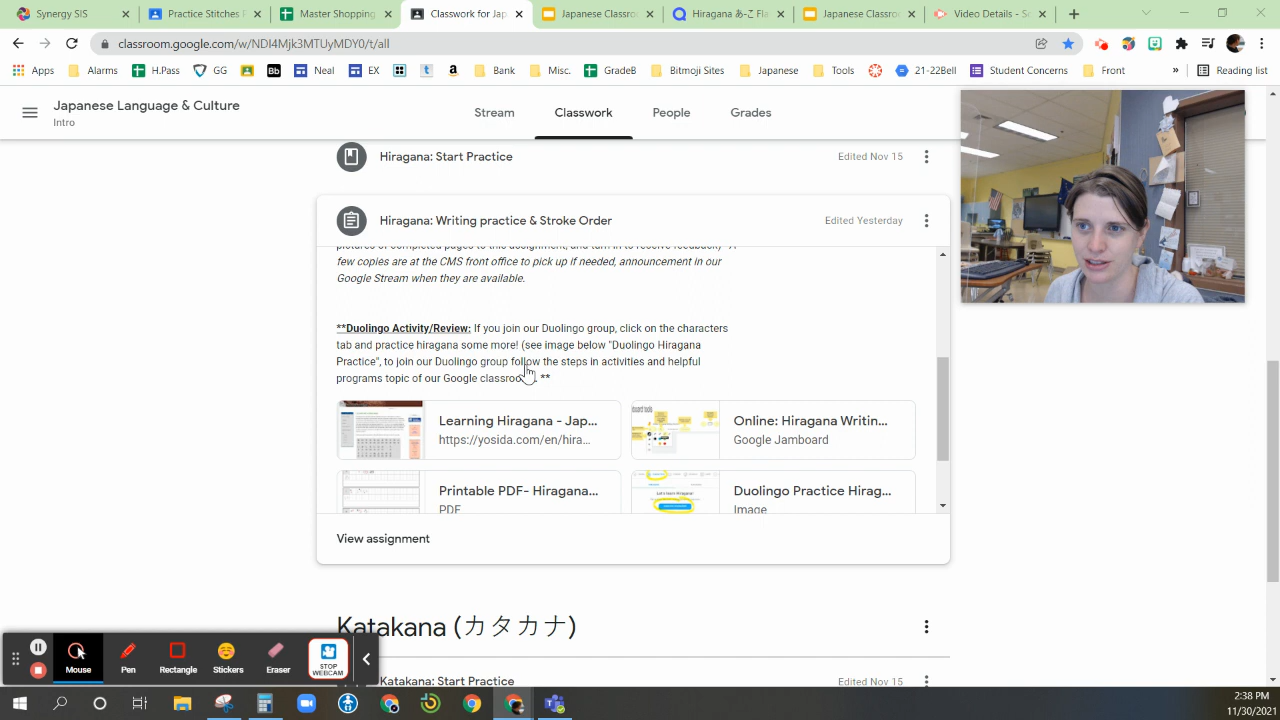 Synergy SIS
Practice Stitches F
Master Shopping
Classwork for Jap
Japanese Classro
Hiragana あ-こ Fla
Japanese Classro
Video Details - Sc
classroom.google.com/w/NDI4Mjk3MTUyMDY0/t/all
Apps
Alarms
H.Pass
GG
Bb
Neal
EX
Bank
Misc.
GradeB
Bitmoji Sites
Japanese
Tools
21-22Bell
Student Concerns
Front
»
Reading list
Japanese Language & Culture
Intro
Stream
Classwork
People
Grades
Hiragana: Start Practice
Edited Nov 15
Hiragana: Writing practice & Stroke Order
Edited Yesterday
pictures of completed pages to this assignment, and turn in to receive feedback) *A
few copies are at the CMS front office to pick up if needed, announcement in our
Google Stream when they are available.
**Duolingo Activity/Review: If you join our Duolingo group, click on the characters
tab and practice hiragana some more! (see image below "Duolingo Hiragana
Practice", to join our Duolingo group follow the steps in activities and helpful
programs topic of our Google classroom. **
Learning Hiragana - Jap...
https://yosida.com/en/hira...
Online: Hiragana Writin...
Google Jamboard
Printable PDF- Hiragana...
PDF
Duolingo Practice Hirag...
Image
View assignment
Katakana (カタカナ)
Katakana: Start Practice
Edited Nov 15
Mouse
Pen
Rectangle
Stickers
Eraser
STOP
WEBCAM
2:38 PM
11/30/2021